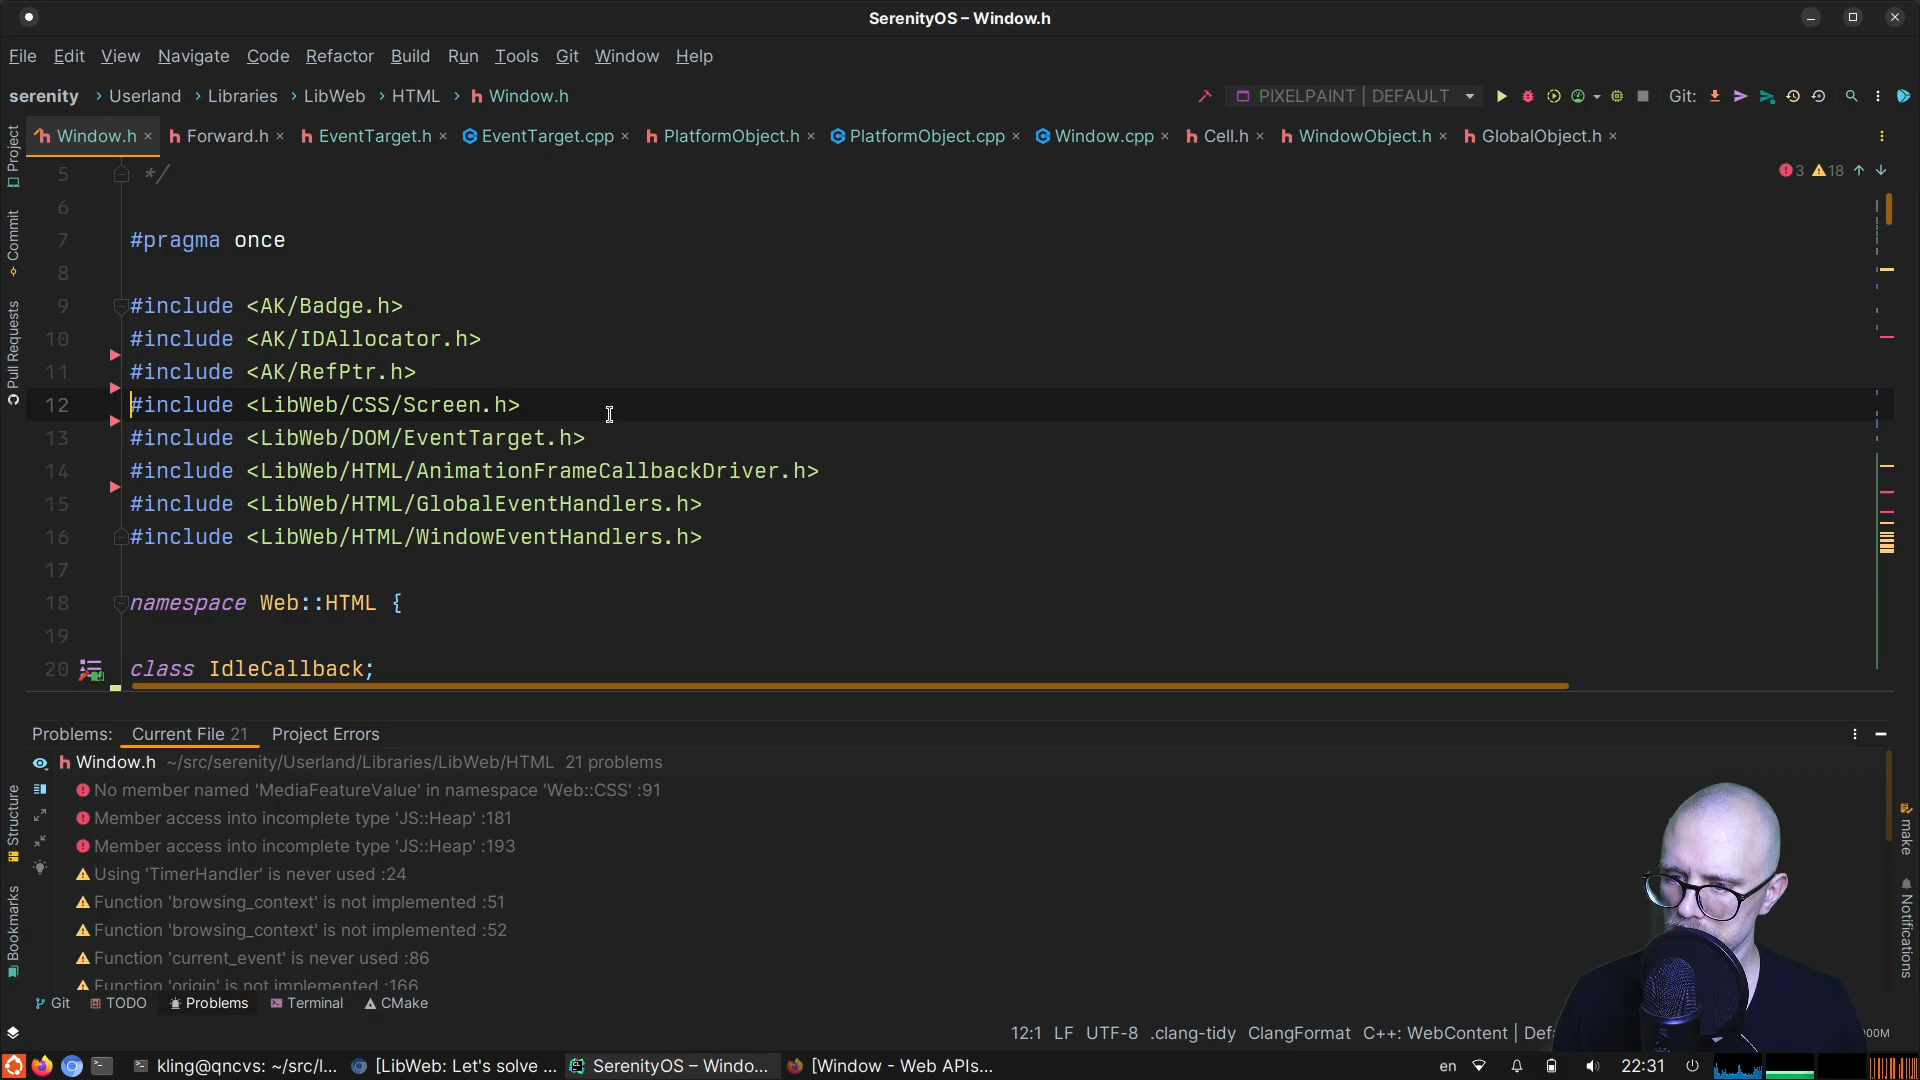 SerenityOS – Window.h
File Edit View Navigate Code Refactor Build Run Tools Git Window Help
serenity › Userland › Libraries › LibWeb › HTML › Window.h
PIXELPAINT | DEFAULT
Git:
Window.h Forward.h EventTarget.h EventTarget.cpp PlatformObject.h PlatformObject.cpp Window.cpp Cell.h WindowObject.h GlobalObject.h
Project
Commit
Pull Requests
3 18
5 */
6
7 #pragma once
8
9 #include <AK/Badge.h>
10 #include <AK/IDAllocator.h>
11 #include <AK/RefPtr.h>
12 #include <LibWeb/CSS/Screen.h>
13 #include <LibWeb/DOM/EventTarget.h>
14 #include <LibWeb/HTML/AnimationFrameCallbackDriver.h>
15 #include <LibWeb/HTML/GlobalEventHandlers.h>
16 #include <LibWeb/HTML/WindowEventHandlers.h>
17
18 namespace Web::HTML {
19
20 class IdleCallback;
Problems: Current File 21 Project Errors
Window.h ~/src/serenity/Userland/Libraries/LibWeb/HTML 21 problems
No member named 'MediaFeatureValue' in namespace 'Web::CSS' :91
Member access into incomplete type 'JS::Heap' :181
Member access into incomplete type 'JS::Heap' :193
Using 'TimerHandler' is never used :24
Function 'browsing_context' is not implemented :51
Function 'browsing_context' is not implemented :52
Function 'current_event' is never used :86
Function 'origin' is not implemented :166
Structure
Bookmarks
make
Notifications
Git TODO Problems Terminal CMake
12:1 LF UTF-8 .clang-tidy ClangFormat C++: WebContent | Def
kling@qncvs: ~/src/l... [LibWeb: Let's solve ... SerenityOS – Windo... [Window - Web APIs... en 22:31